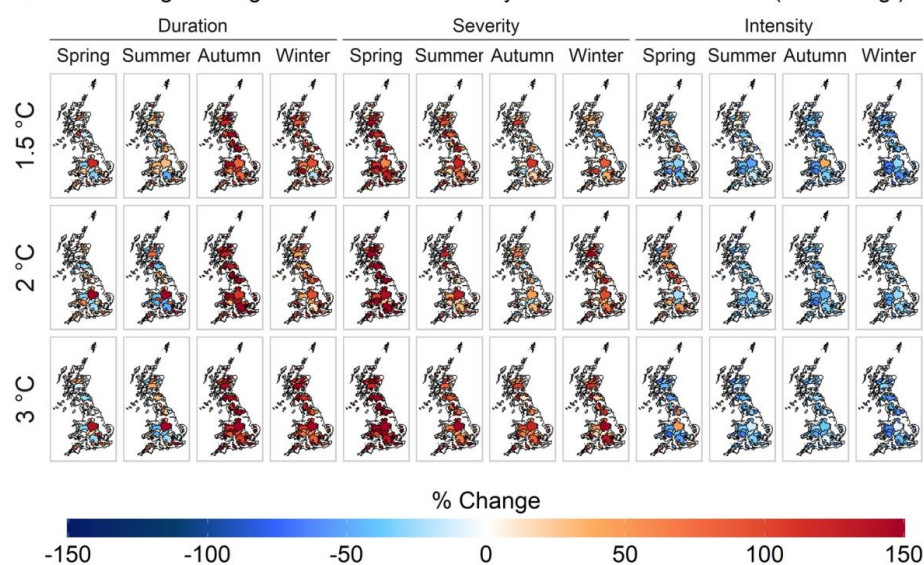 Duration Severity Intensity
Spring Summer Autumn Winter Spring Summer Autumn Winter Spring Summer Autumn Winter
1.5 °C
2 °C
3 °C
% Change
-150 -100 -50 0 50 100 150